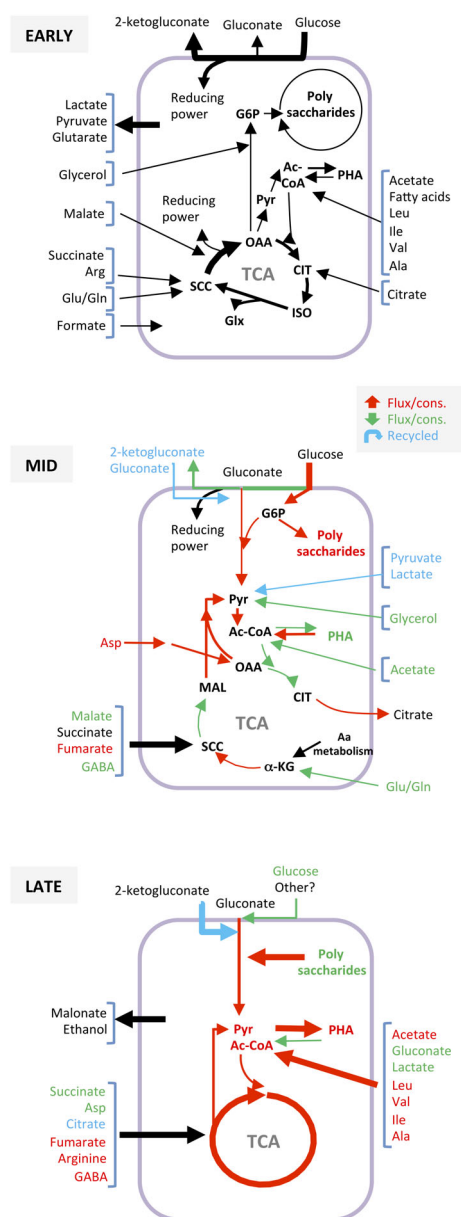 EARLY
2-ketogluconate
Gluconate
Glucose
Reducing
power
Lactate
Pyruvate
Glutarate
G6P
Poly
saccharides
Glycerol
Ac-
CoA
PHA
Pyr
Acetate
Fatty acids
Leu
Ile
Val
Ala
Malate
Reducing
power
OAA
Succinate
Arg
TCA
CIT
SCC
Glu/Gln
Citrate
Glx
ISO
Formate
Flux/cons.
Flux/cons.
Recycled
MID
2-ketogluconate
Gluconate
Gluconate
Glucose
G6P
Reducing
power
Poly
saccharides
Pyruvate
Lactate
Pyr
Glycerol
Ac-CoA
PHA
Asp
OAA
Acetate
MAL
CIT
Citrate
Malate
Succinate
Fumarate
GABA
TCA
SCC
Aa
metabolism
α-KG
Glu/Gln
LATE
2-ketogluconate
Gluconate
Glucose
Other?
Poly
saccharides
Malonate
Ethanol
Pyr
Ac-CoA
PHA
Acetate
Gluconate
Lactate
Leu
Val
Ile
Ala
Succinate
Asp
Citrate
Fumarate
Arginine
GABA
TCA